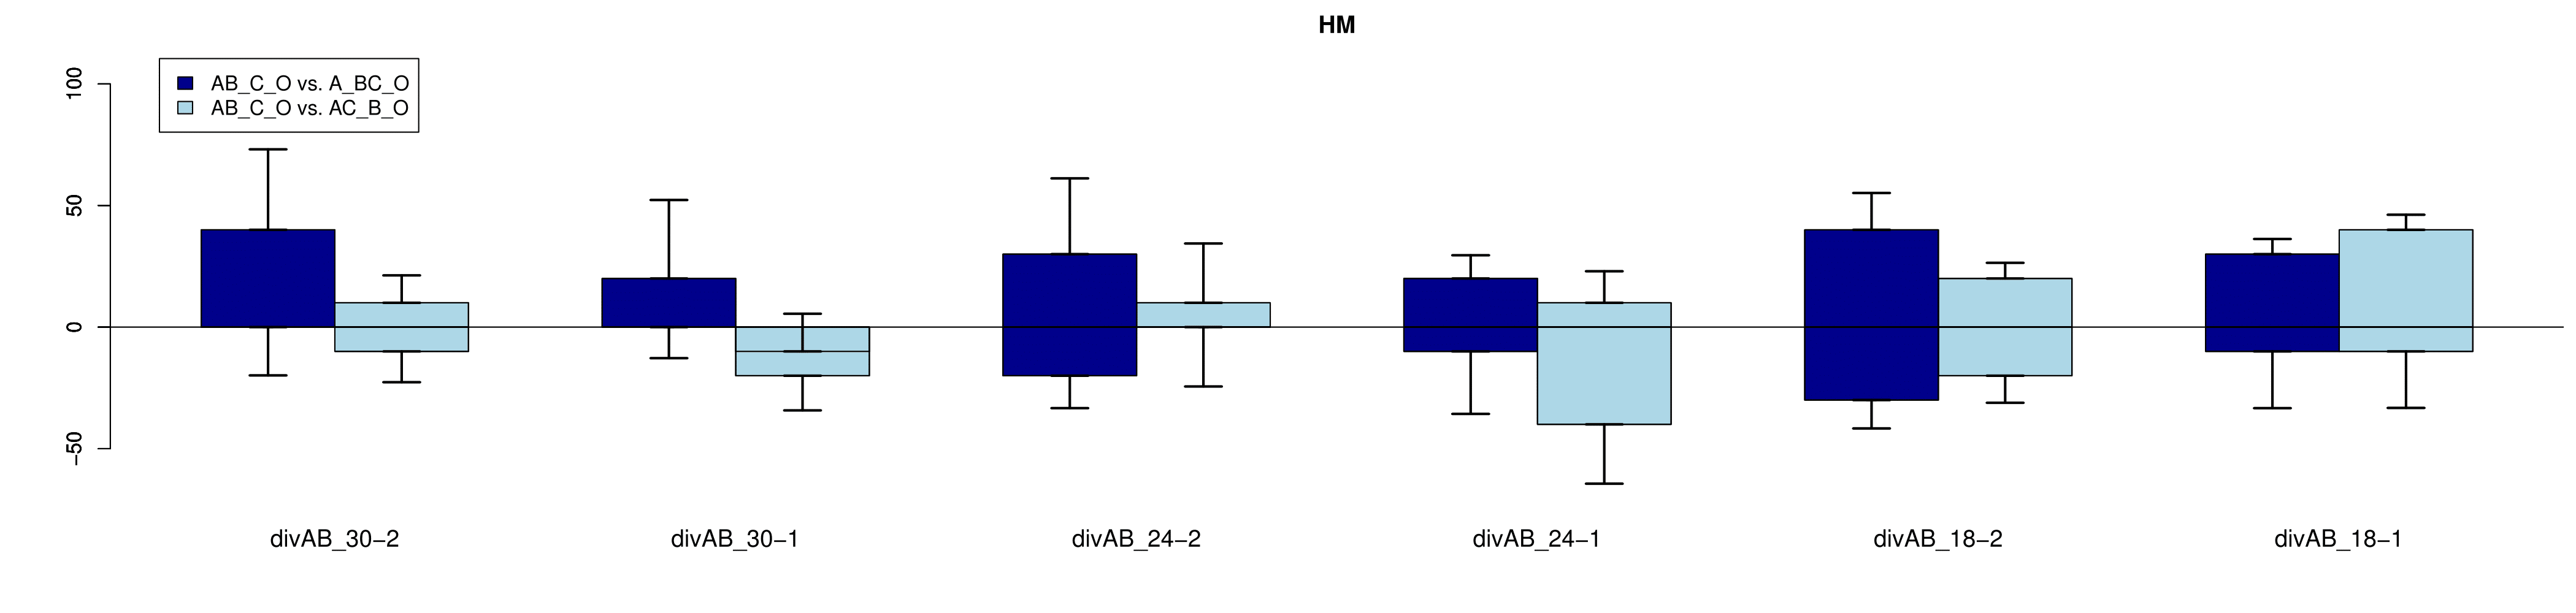 HM
AB_C_O vs. A_BC_O
AB_C_O vs. AC_B_O
100
50
0
−50
divAB_30−2
divAB_30−1
divAB_24−2
divAB_24−1
divAB_18−2
divAB_18−1